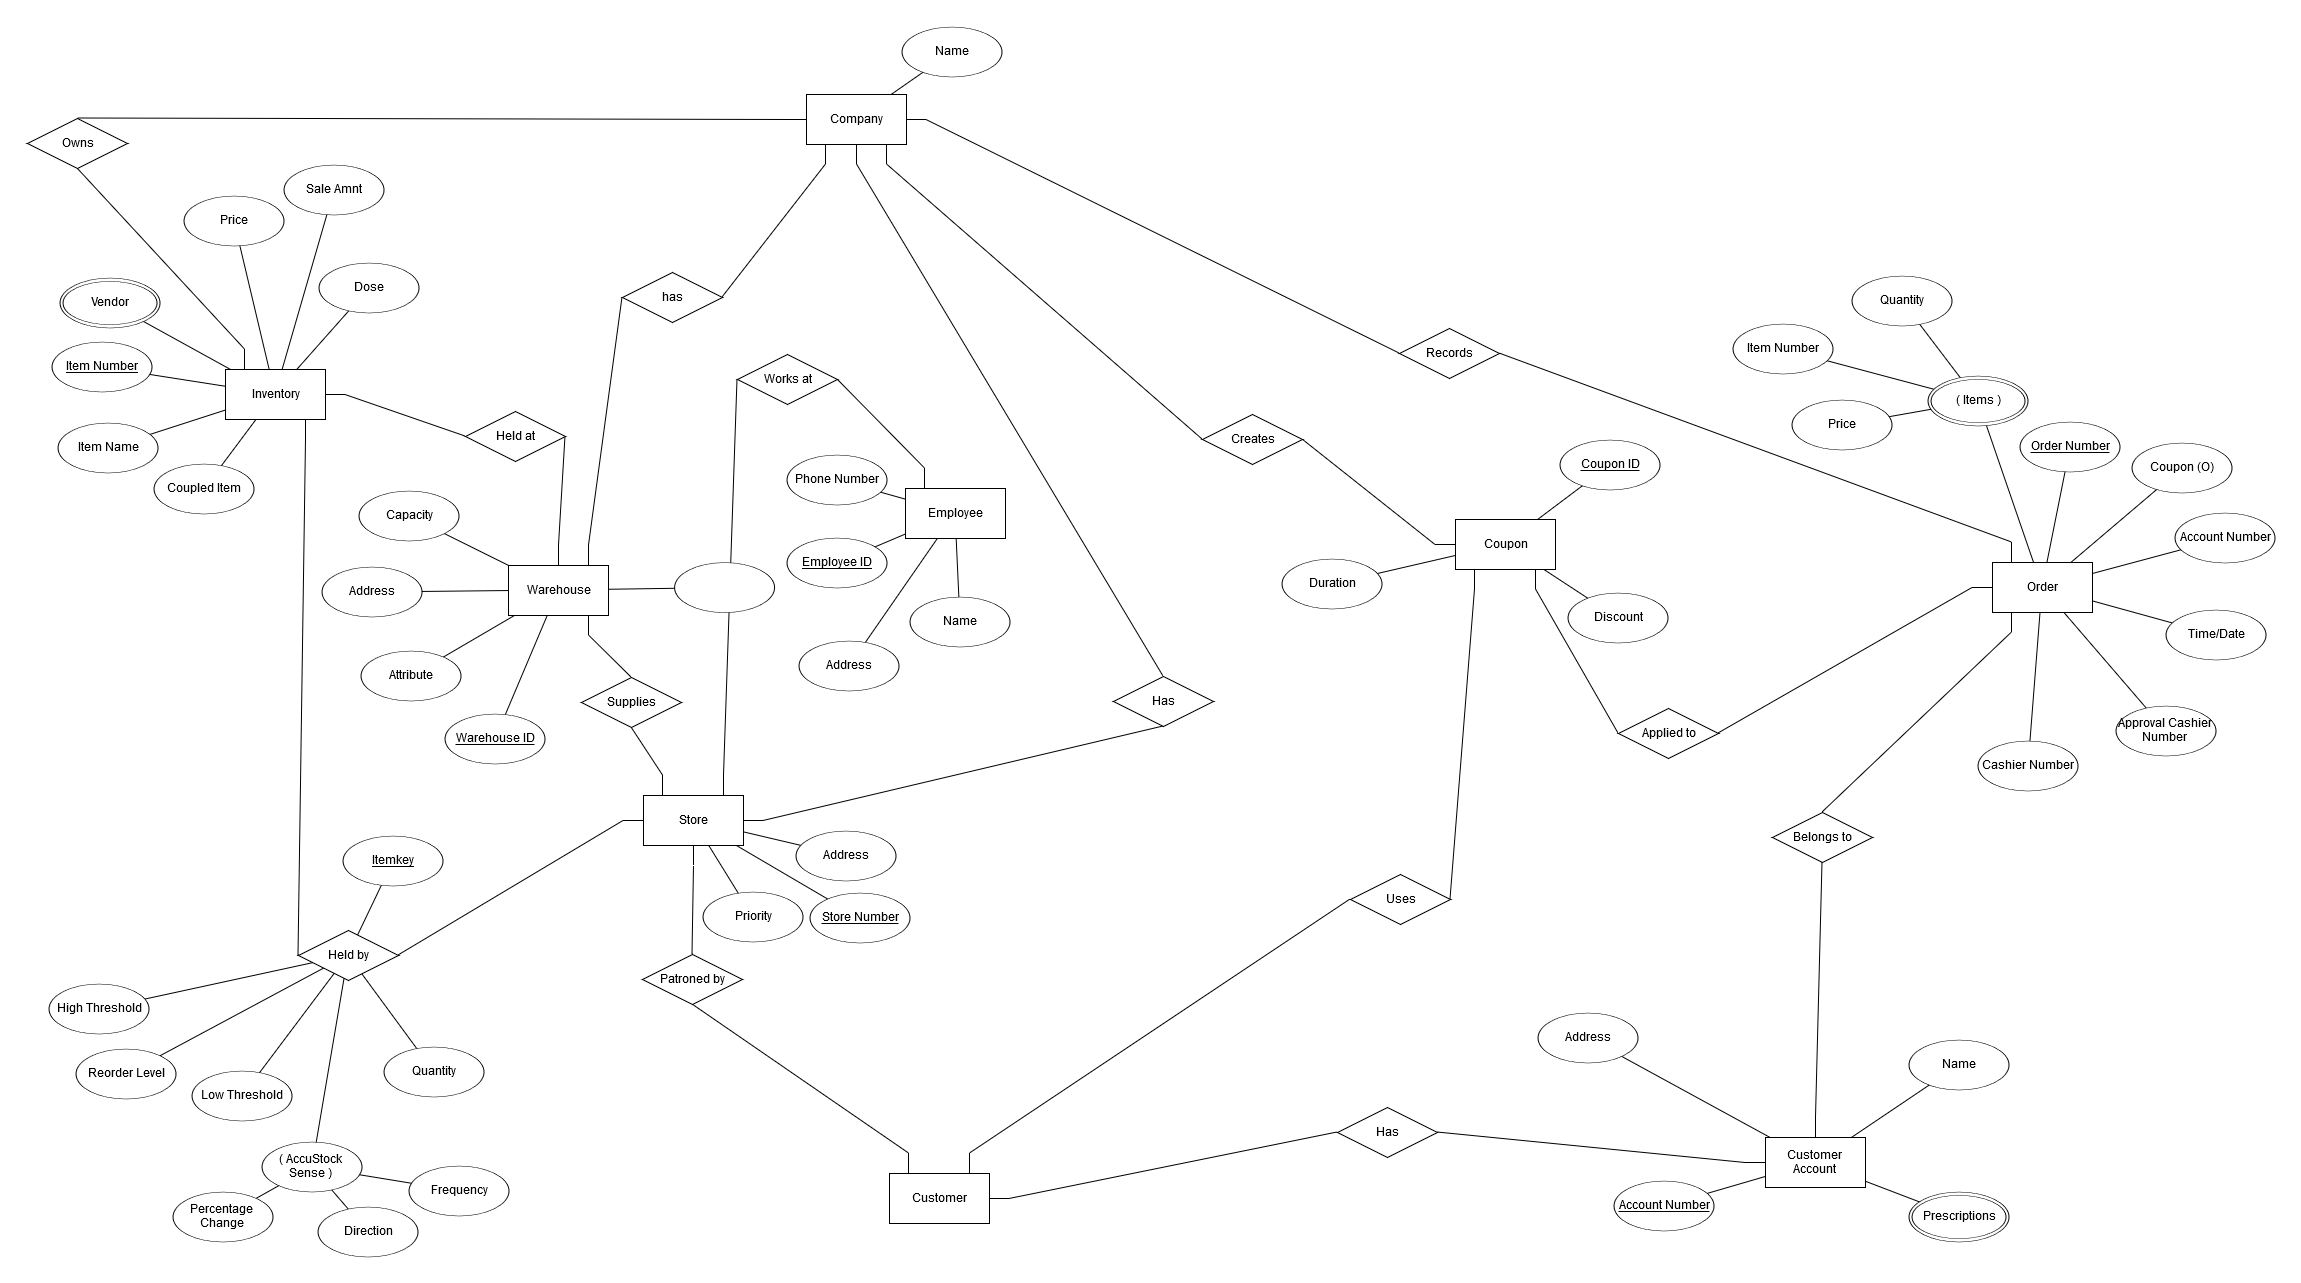 Name
Company
Owns
Sale Amnt
Price
Dose
Vendor
has
Quantity
Item Number
Records
Item Number
Works at
Inventory
( Items )
Price
Held at
Creates
Item Name
Order Number
Coupon ID
Coupon (O)
Phone Number
Coupled Item
Capacity
Employee
Account Number
Coupon
Employee ID
Duration
Order
Address
Warehouse
Discount
Name
Time/Date
Address
Attribute
Supplies
Has
Approval Cashier
Number
Applied to
Warehouse ID
Cashier Number
Store
Belongs to
Address
Itemkey
Uses
Priority
Store Number
Held by
Patroned by
High Threshold
Address
Name
Reorder Level
Quantity
Low Threshold
Has
( AccuStock
Sense )
Customer
Account
Frequency
Customer
Account Number
Percentage
Change
Prescriptions
Direction